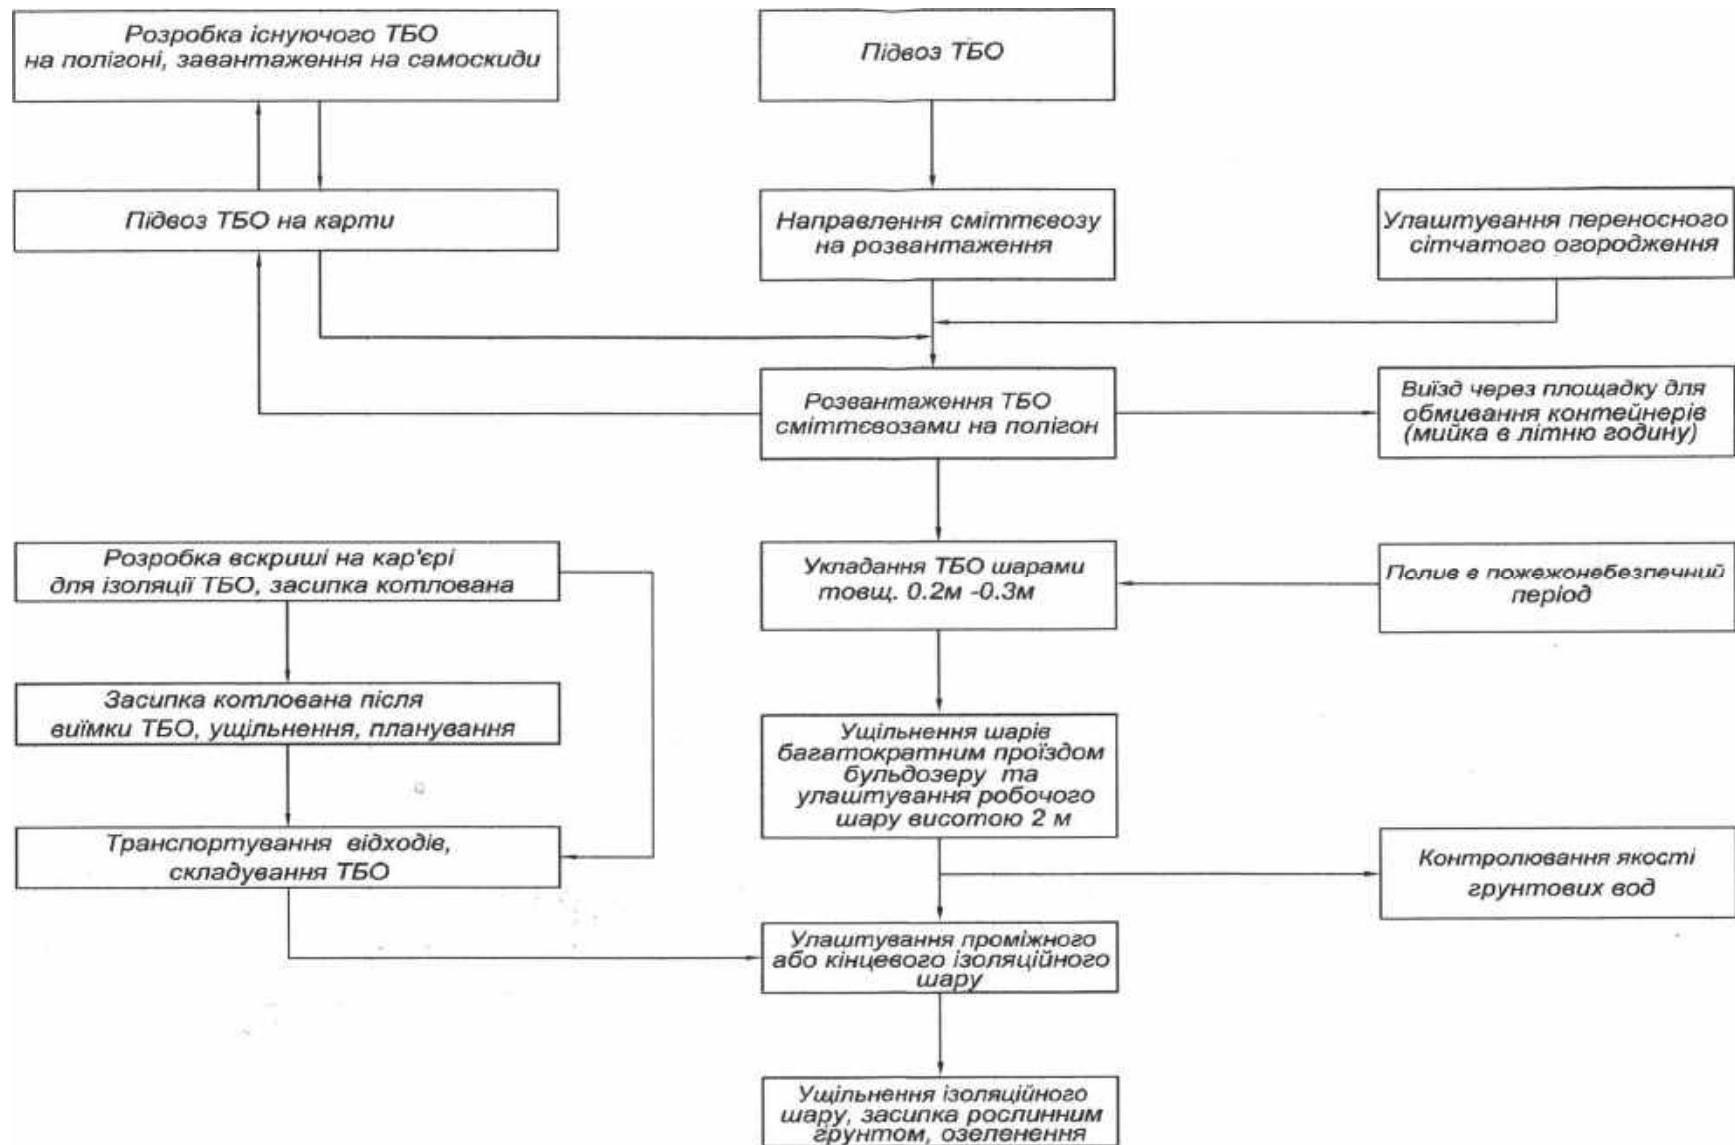 Розробка існуючого ТБО
на полігоні, завантаження на самоскиди
Підвоз ТБО
Підвоз ТБО на карти
Направлення сміттєвозу
на розвантаження
Улаштування переносного
сітчатого огородження
Розвантаження ТБО
сміттєвозами на полігон
Виїзд через площадку для
обмивання контейнерів
(мийка в літню годину)
Розробка вскриші на кар'єрі
для ізоляції ТБО, засипка котлована
Укладання ТБО шарами
товщ. 0.2м -0.3м
Полив в пожежонебезпечний
період
Засипка котлована після
виїмки ТБО, ущільнення, планування
Ущільнення шарів
багатократним проїздом
бульдозеру та
улаштування робочого
шару висотою 2 м
Транспортування відходів,
складування ТБО
Контролювання якості
грунтових вод
Улаштування проміжного
або кінцевого ізоляційного
шару
Ущільнення ізоляційного
шару, засипка рослинним
грунтом, озеленення